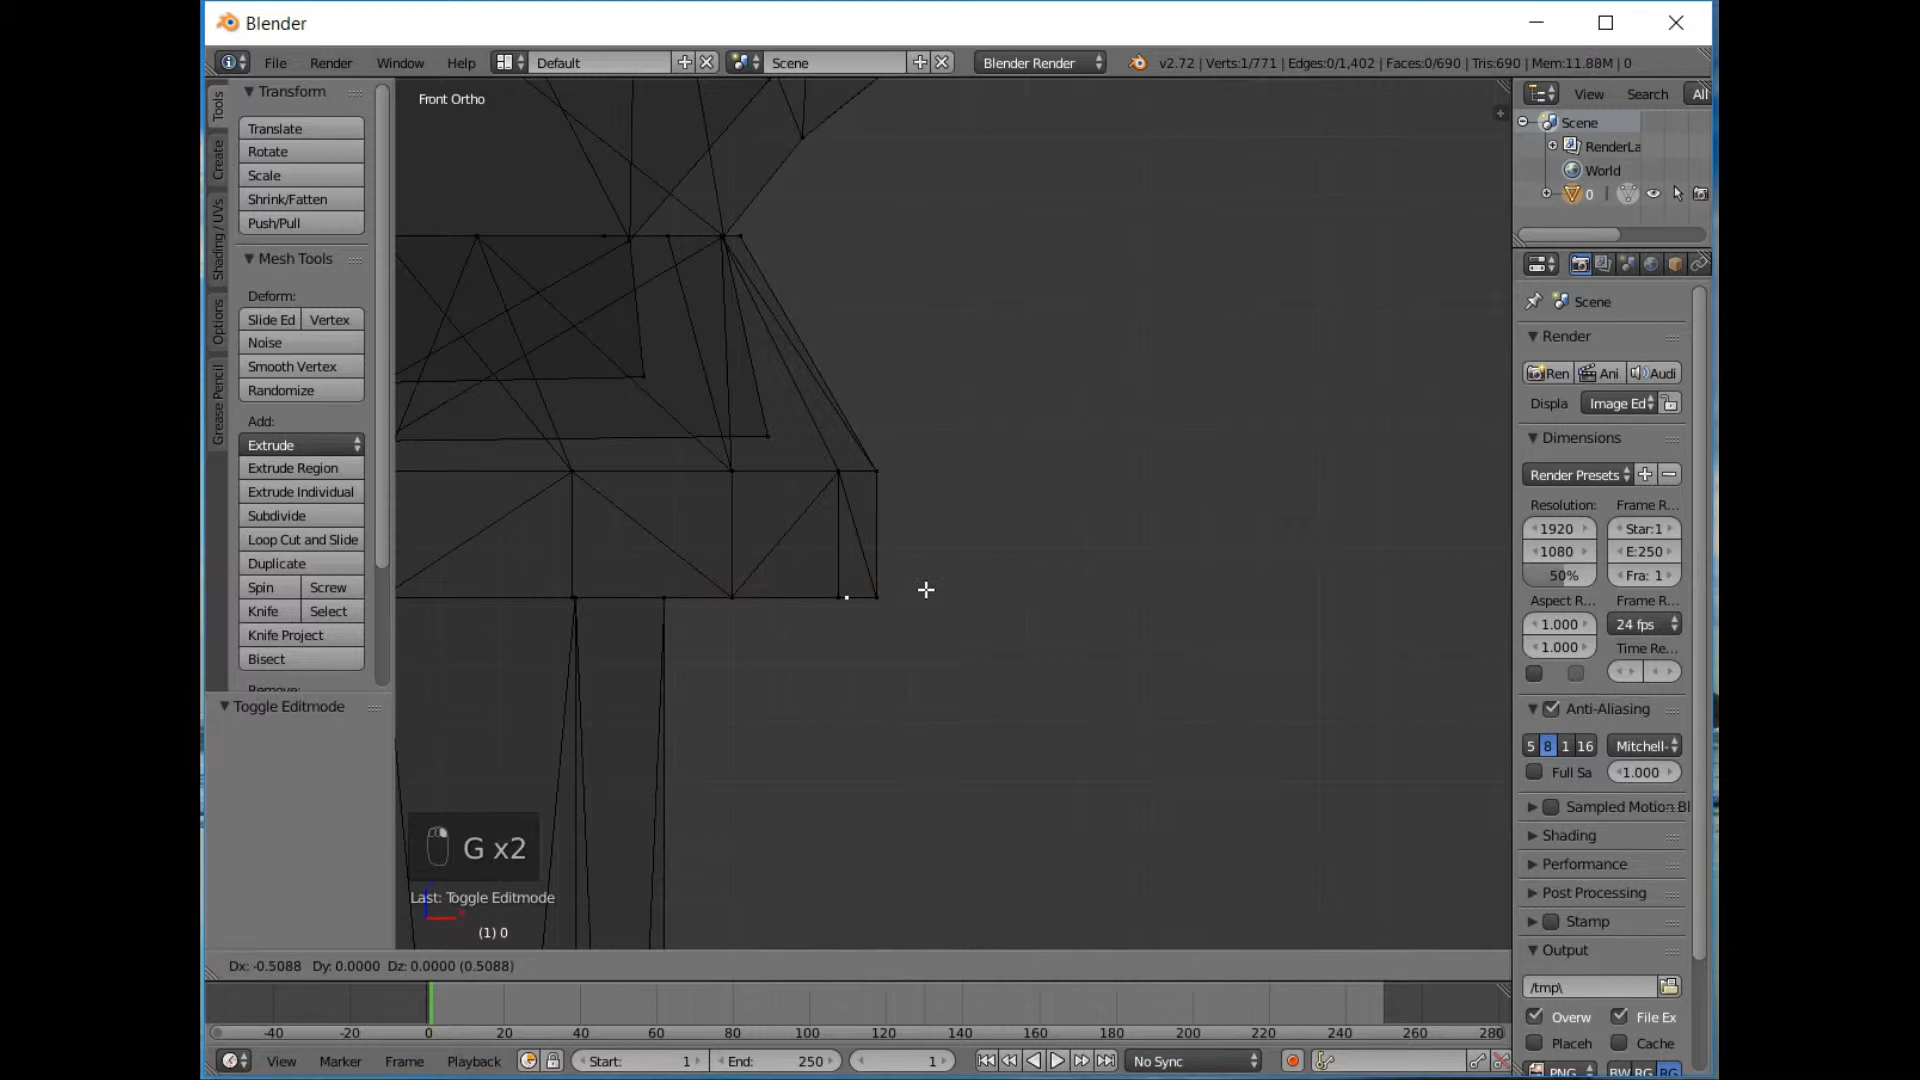 Blender
File Render Window Help Default Scene Blender Render v2.72 | Verts:1/771 | Edges:0/1,402 | Faces:0/690 | Tris:690 | Mem:11.88M | 0
Tools
Create
Shading / UVs
Options
Grease Pencil
Transform
Translate
Rotate
Scale
Shrink/Fatten
Push/Pull
Mesh Tools
Deform:
Slide Ed Vertex
Noise
Smooth Vertex
Randomize
Add:
Extrude
Extrude Region
Extrude Individual
Subdivide
Loop Cut and Slide
Duplicate
Spin Screw
Knife Select
Knife Project
Bisect
Remove:
Toggle Editmode
Front Ortho
G x2
Last: Toggle Editmode
(1) 0
Dx: -0.5088 Dy: 0.0000 Dz: 0.0000 (0.5088)
-40 -20 0 20 40 60 80 100 120 140 160 180 200 220 240 260 280
View Marker Frame Playback Start: 1 End: 250 1 No Sync
View Search All
Scene
RenderLa
World
0
Scene
Render
Ren Ani Audi
Displa Image Ed
Dimensions
Render Presets
Resolution: Frame R...
1920 Star:1
1080 E:250
50% Fra: 1
Aspect R... Frame R...
1.000 24 fps
1.000 Time Re...
Anti-Aliasing
5 8 1 16 Mitchell-
Full Sa 1.000
Sampled Motion Bl
Shading
Performance
Post Processing
Stamp
Output
/tmp\
Overw File Ex
Placeh Cache
PNG BW RG RG